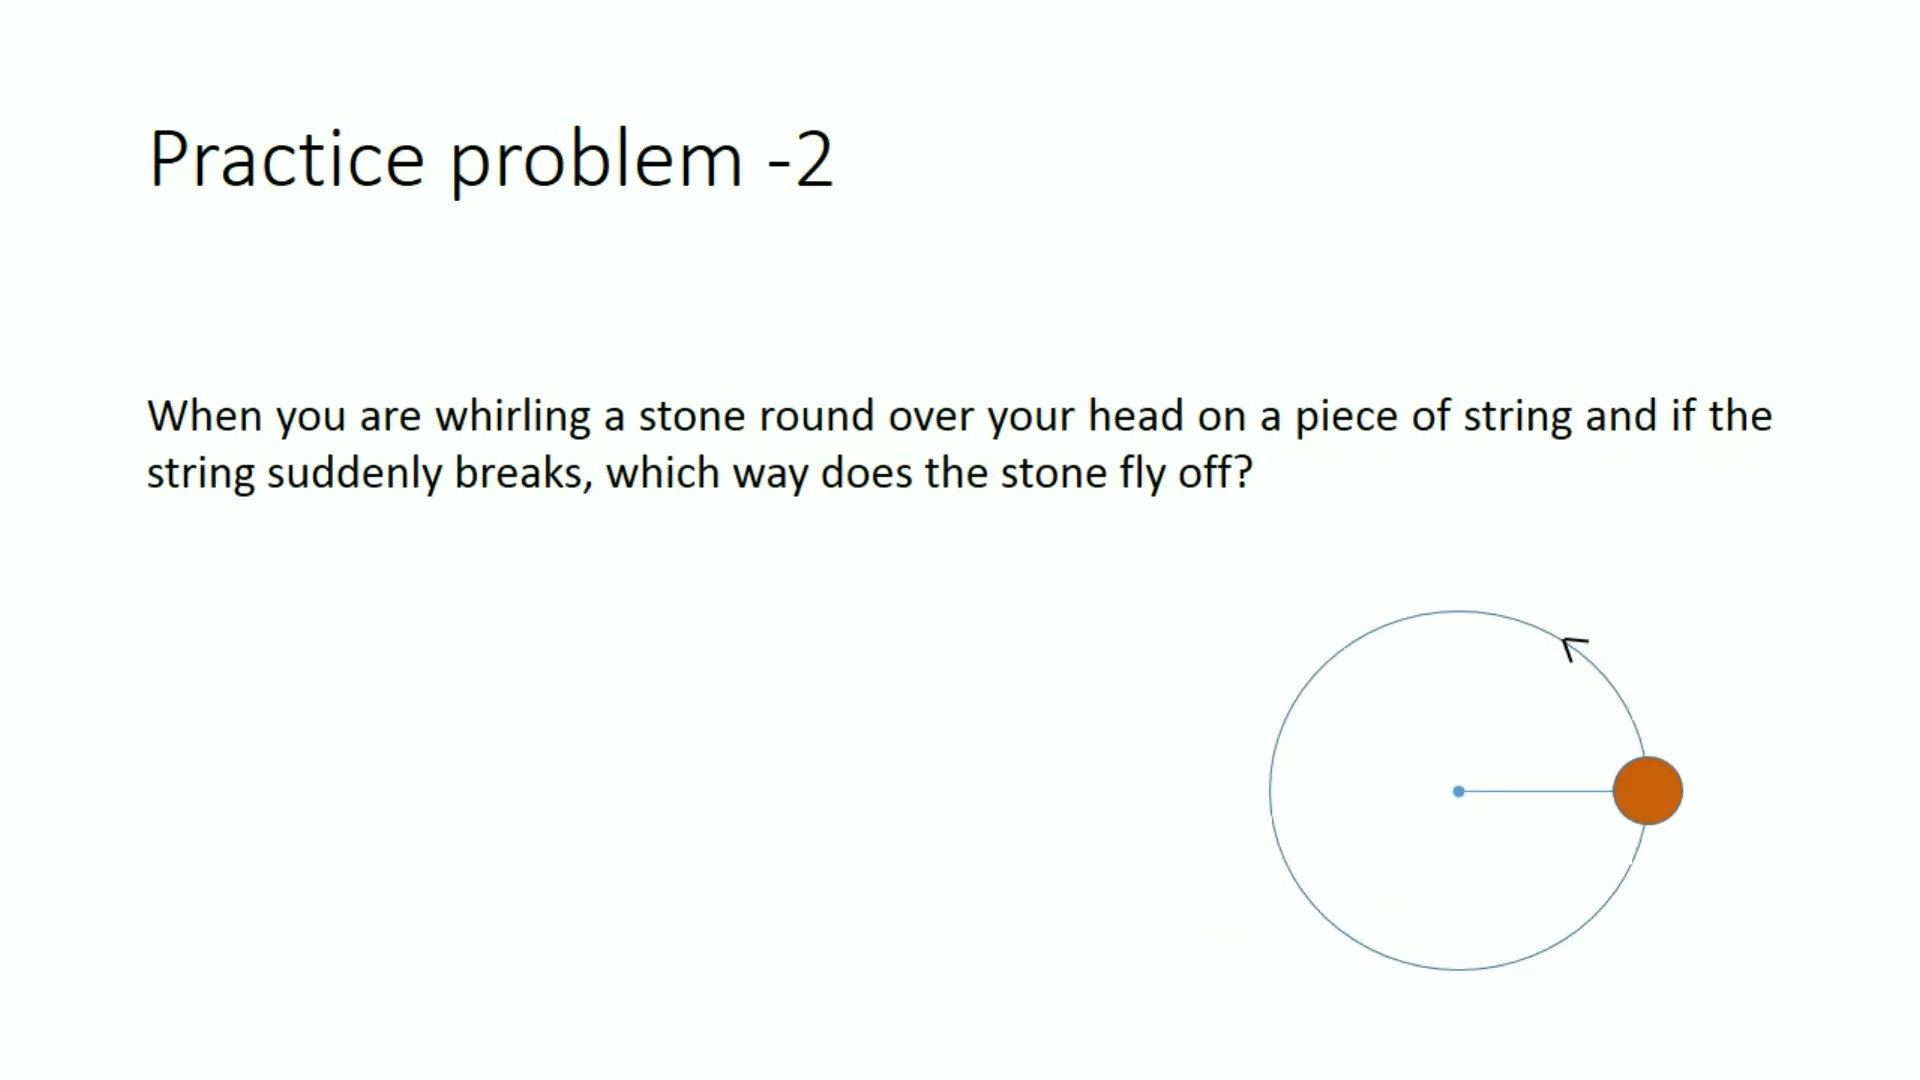 Practice problem -2
When you are whirling a stone round over your head on a piece of string and if the
string suddenly breaks, which way does the stone fly off?